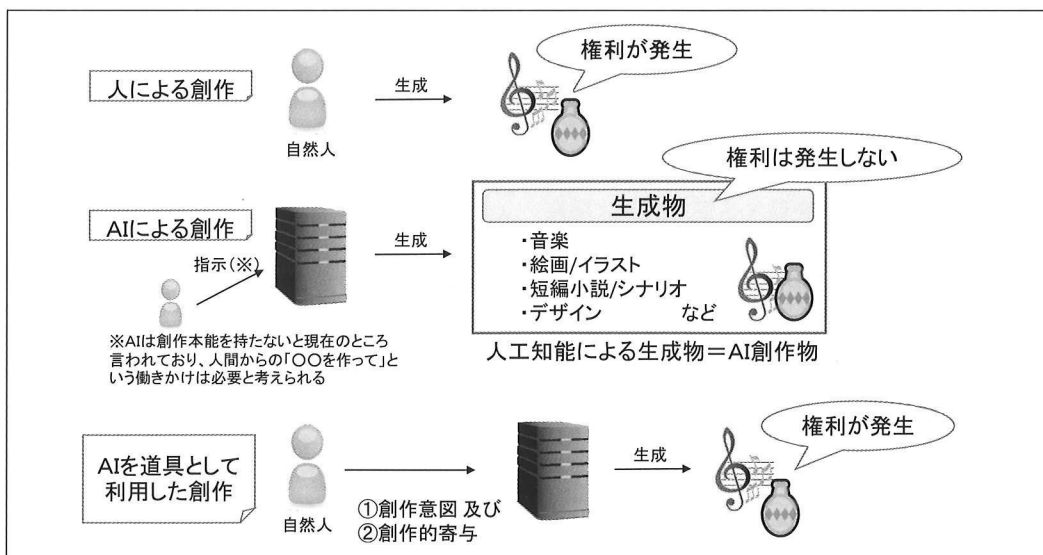 権利が発生
人による創作
生成
自然人
権利は発生しない
AIによる創作
生成物
生成
・音楽
・絵画/イラスト
・短編小説/シナリオ
・デザイン など
指示(※)
※AIは創作本能を持たないと現在のところ
言われており、人間からの「〇〇を作って」と
いう働きかけは必要と考えられる
人工知能による生成物=AI創作物
権利が発生
AIを道具として
利用した創作
生成
自然人
①創作意図 及び
②創作的寄与